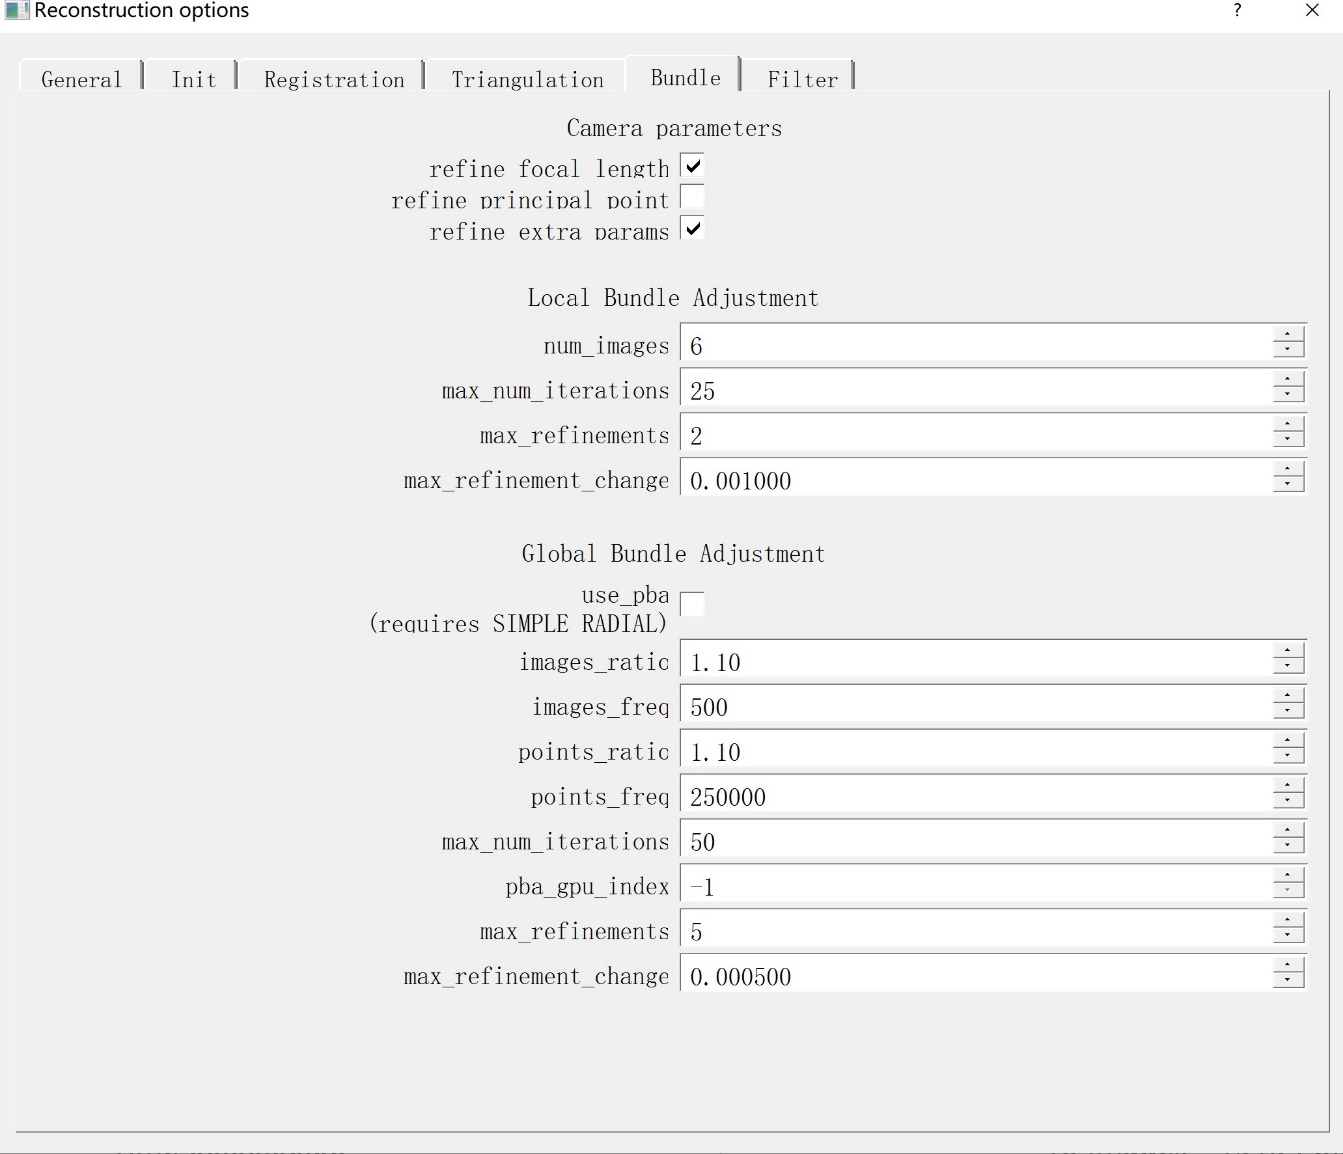 Reconstruction options ?
General Init Registration Triangulation Bundle Filter
Camera parameters
refine focal length
refine principal point
refine extra params
Local Bundle Adjustment
num_images 6
max_num_iterations 25
max_refinements 2
max_refinement_change 0.001000
Global Bundle Adjustment
use_pba
(requires SIMPLE RADIAL)
images_ratio 1.10
images_freq 500
points_ratio 1.10
points_freq 250000
max_num_iterations 50
pba_gpu_index -1
max_refinements 5
max_refinement_change 0.000500